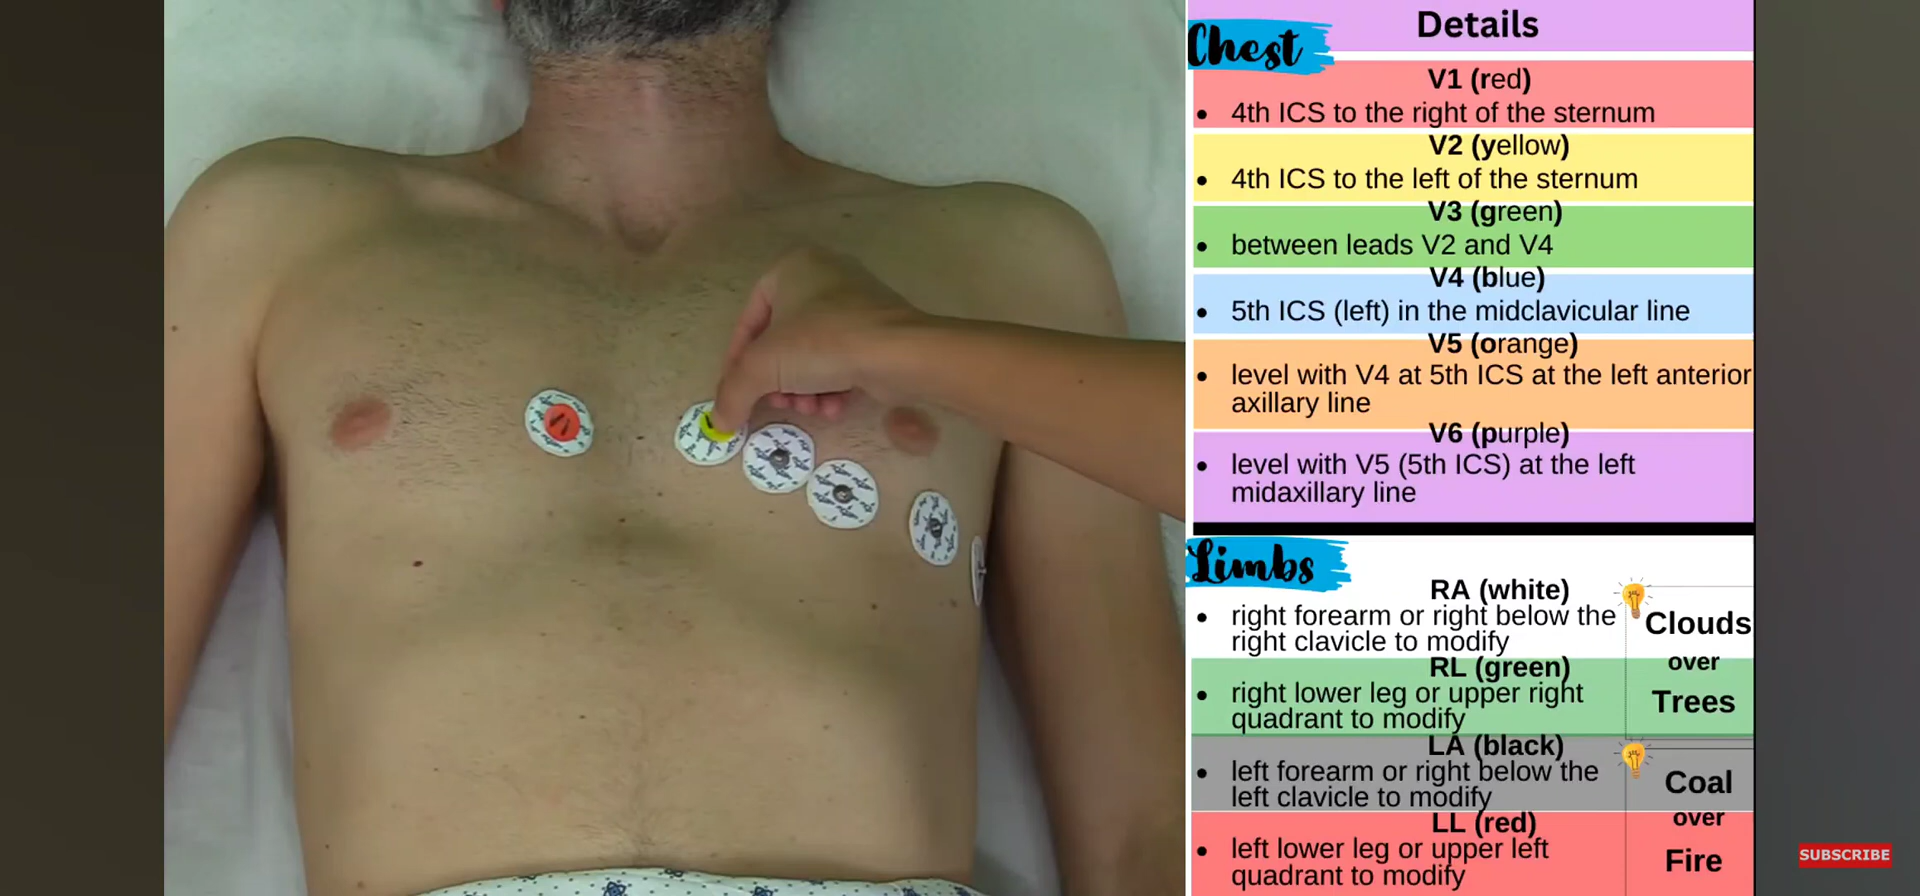 Details
Chest
V1 (red)
• 4th ICS to the right of the sternum
V2 (yellow)
• 4th ICS to the left of the sternum
V3 (green)
• between leads V2 and V4
V4 (blue)
• 5th ICS (left) in the midclavicular line
V5 (orange)
• level with V4 at 5th ICS at the left anterior
axillary line
V6 (purple)
• level with V5 (5th ICS) at the left
midaxillary line
Limbs
RA (white)
• right forearm or right below the
right clavicle to modify
Clouds
over
Trees
RL (green)
• right lower leg or upper right
quadrant to modify
LA (black)
• left forearm or right below the
left clavicle to modify
Coal
over
Fire
LL (red)
• left lower leg or upper left
quadrant to modify
SUBSCRIBE